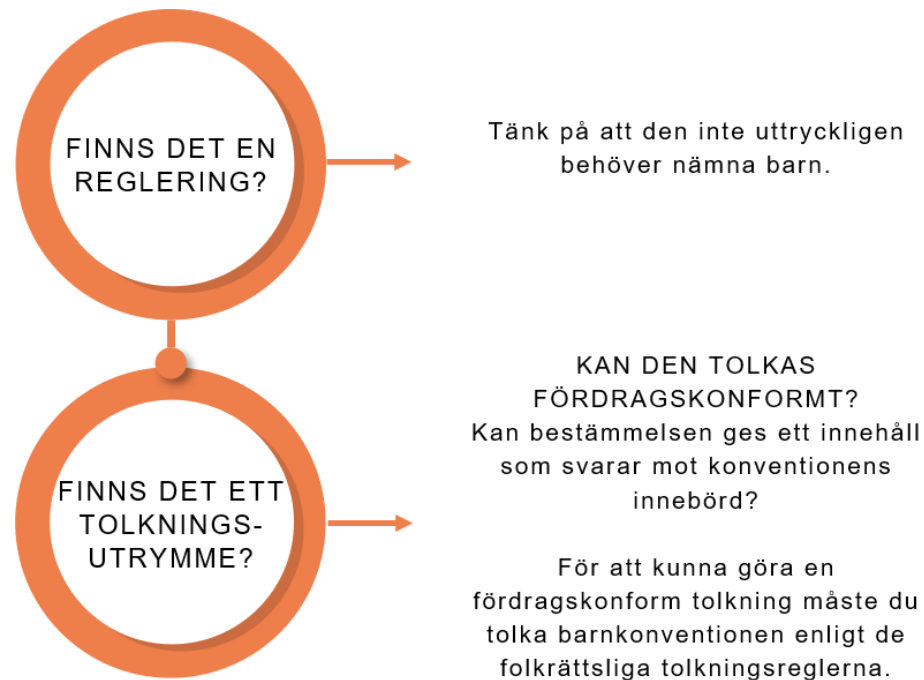 FINNS DET EN
REGLERING?
Tänk på att den inte uttryckligen
behöver nämna barn.
FINNS DET ETT
TOLKNINGS-
UTRYMME?
KAN DEN TOLKAS
FÖRDRAGSKONFORMT?
Kan bestämmelsen ges ett innehåll
som svarar mot konventionens
innebörd?
För att kunna göra en
fördragskonform tolkning måste du
tolka barnkonventionen enligt de
folkrättsliga tolkningsreglerna.